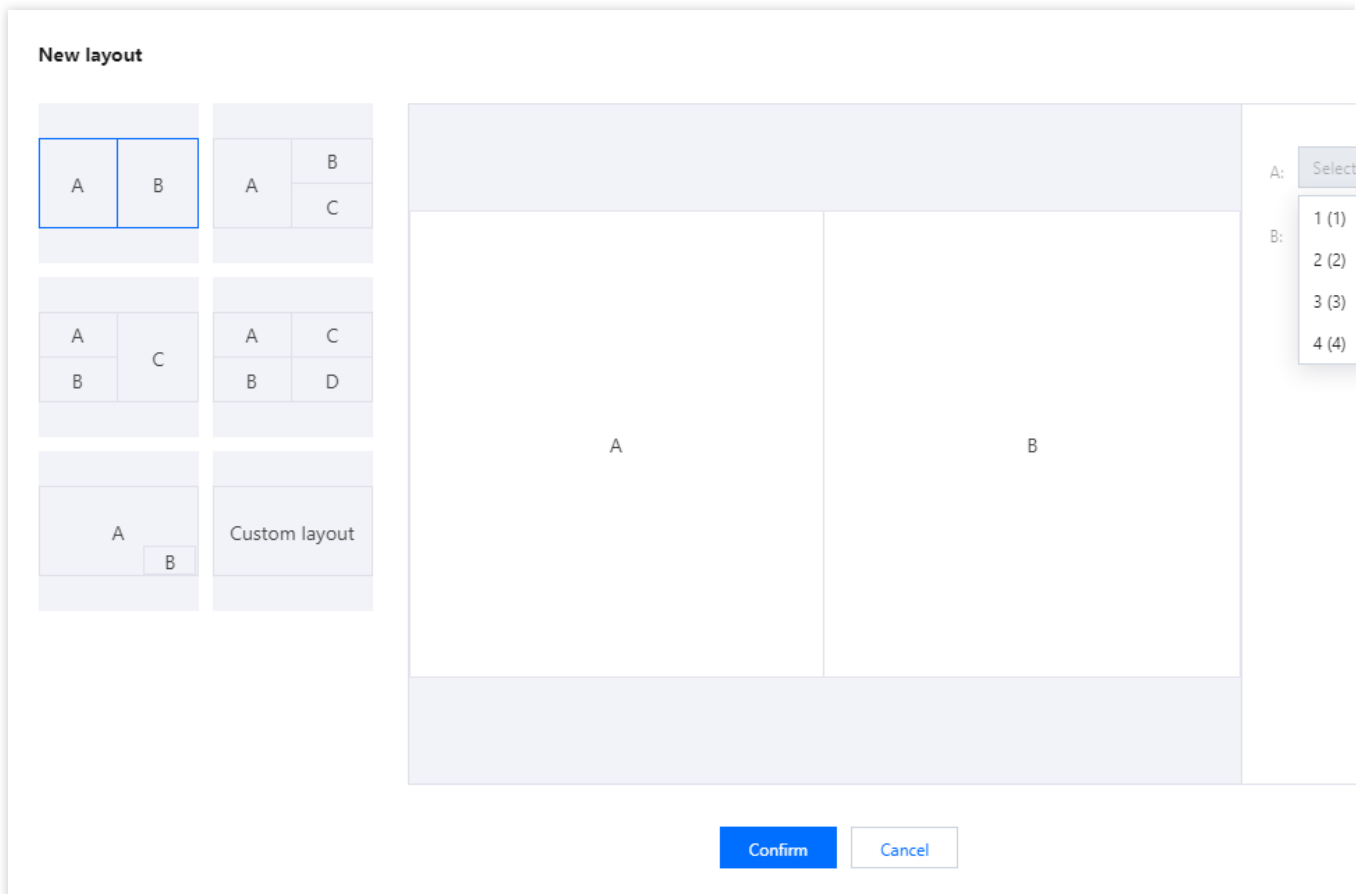 New layout
A B
A B C
A B C
A C
B D
A B
Custom layout
A B
A: Select
1 (1)
B:
2 (2)
3 (3)
4 (4)
Confirm Cancel